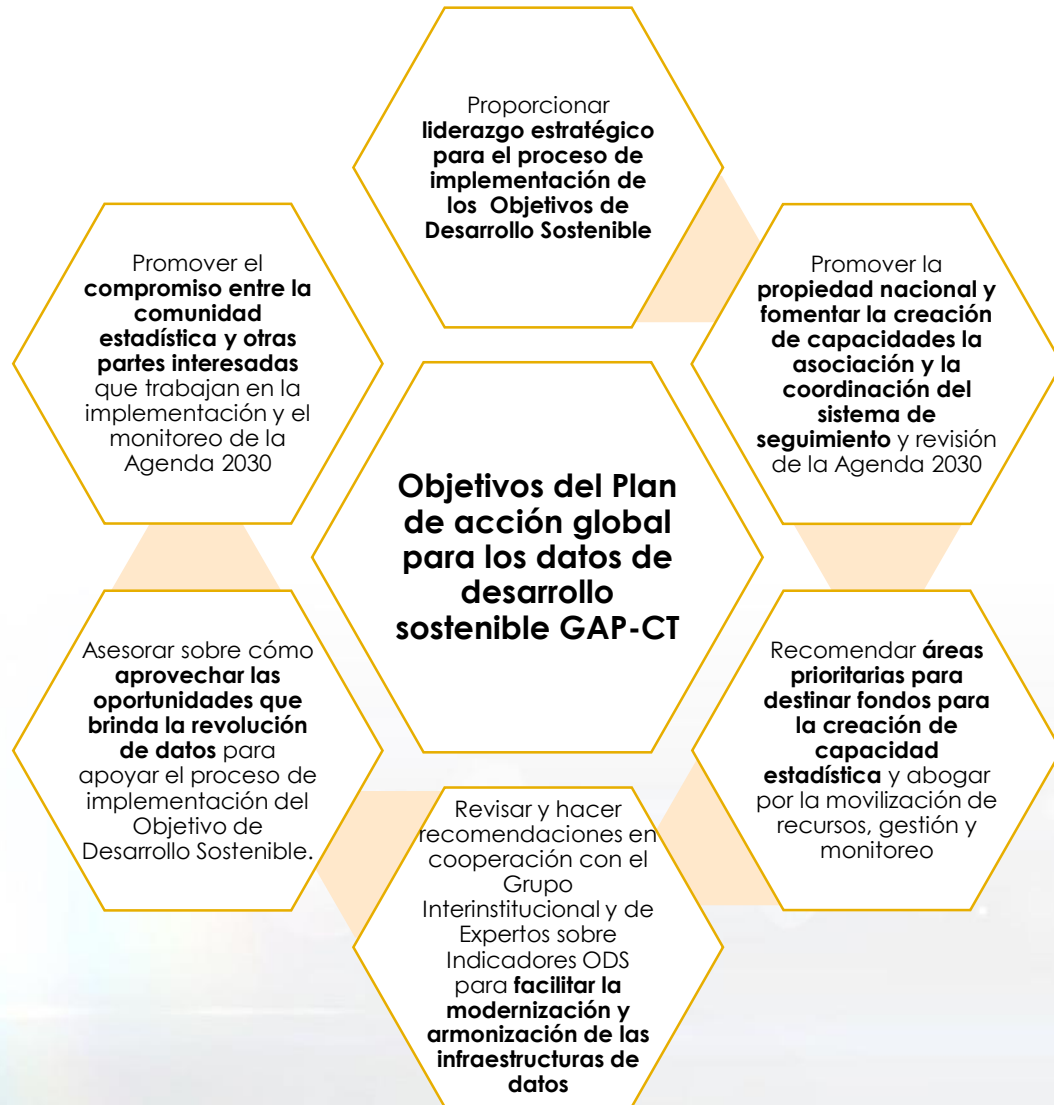 Proporcionar
liderazgo estratégico
para el proceso de
implementación de
los Objetivos de
Desarrollo Sostenible
Promover la
propiedad nacional y
fomentar la creación
de capacidades la
asociación y la
coordinación del
sistema de
seguimiento y revisión
de la Agenda 2030
Recomendar áreas
prioritarias para
destinar fondos para
la creación de
capacidad
estadística y abogar
por la movilización de
recursos, gestión y
monitoreo
Revisar y hacer
recomendaciones en
cooperación con el
Grupo
Interinstitucional y de
Expertos sobre
Indicadores ODS
para facilitar la
modernización y
armonización de las
infraestructuras de
datos
Asesorar sobre cómo
aprovechar las
oportunidades que
brinda la revolución
de datos para
apoyar el proceso de
implementación del
Objetivo de
Desarrollo Sostenible.
Promover el
compromiso entre la
comunidad
estadística y otras
partes interesadas
que trabajan en la
implementación y el
monitoreo de la
Agenda 2030
Objetivos del Plan
de acción global
para los datos de
desarrollo
sostenible GAP-CT